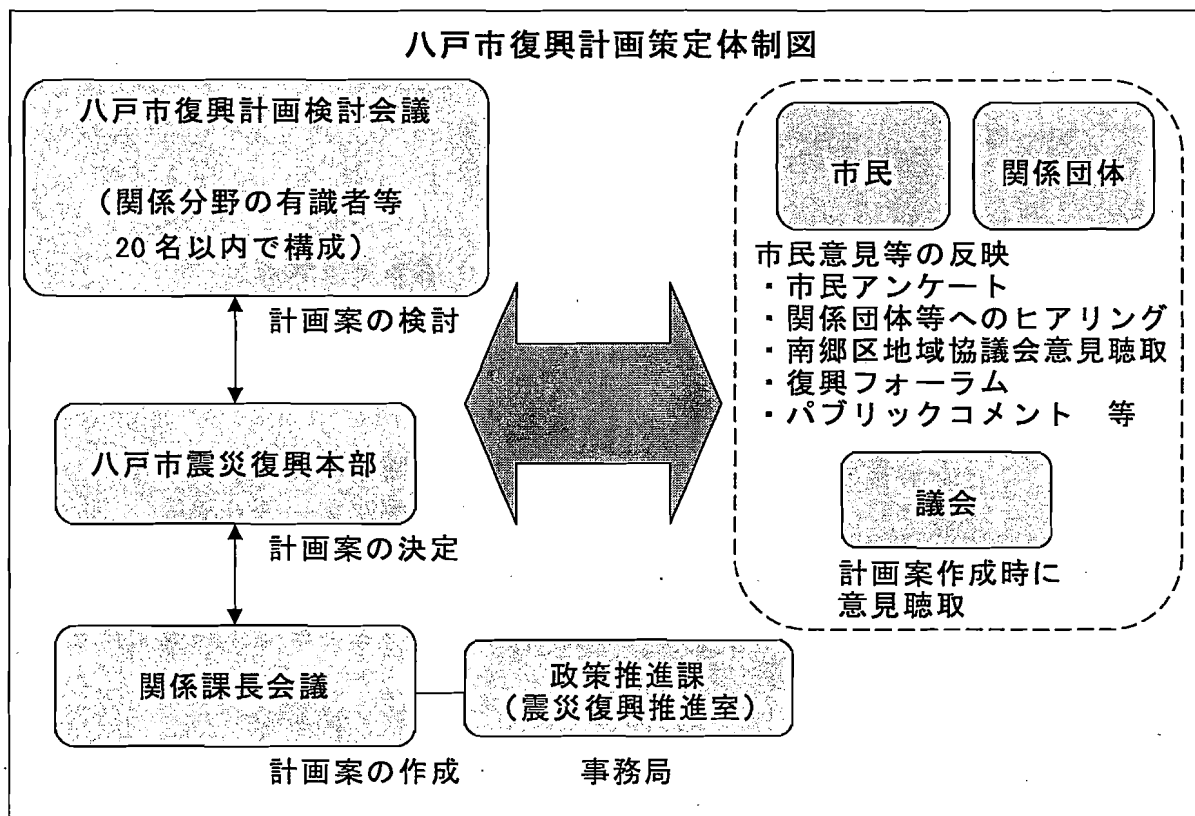 八戸市復興計画策定体制図
八戸市復興計画検討会議
（関係分野の有識者等
20名以内で構成）
計画案の検討
八戸市震災復興本部
計画案の決定
関係課長会議
計画案の作成
政策推進課
（震災復興推進室）
事務局
市民
関係団体
市民意見等の反映
・市民アンケート
・関係団体等へのヒアリング
・南郷区地域協議会意見聴取
・復興フォーラム
・パブリックコメント　等
議会
計画案作成時に
意見聴取